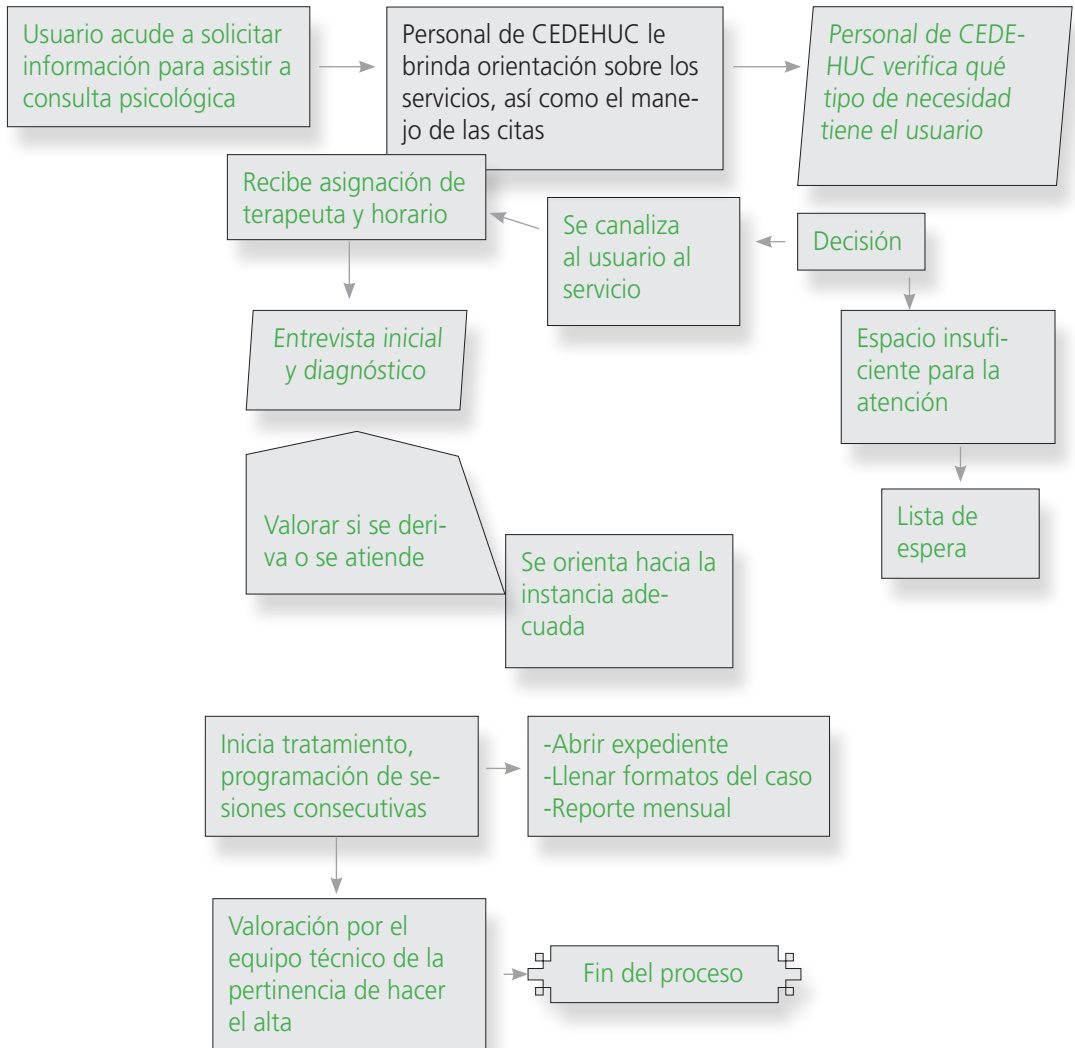 Usuario acude a solicitar
información para asistir a
consulta psicológica
Personal de CEDEHUC le
brinda orientación sobre los
servicios, así como el mane-
jo de las citas
Personal de CEDE-
HUC verifica qué
tipo de necesidad
tiene el usuario
Decisión
Se canaliza
al usuario al
servicio
Recibe asignación de
terapeuta y horario
Espacio insufi-
ciente para la
atención
Lista de
espera
Entrevista inicial
y diagnóstico
Valorar si se deri-
va o se atiende
Se orienta hacia la
instancia ade-
cuada
Inicia tratamiento,
programación de se-
siones consecutivas
-Abrir expediente
-Llenar formatos del caso
-Reporte mensual
Valoración por el
equipo técnico de la
pertinencia de hacer
el alta
Fin del proceso